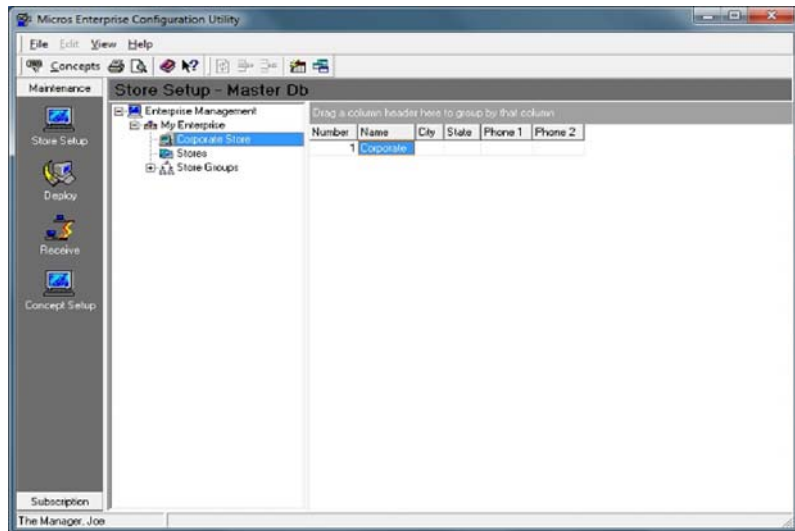 Micros Enterprise Configuration Utility
File Edit View Help
Concepts
Maintenance
Store Setup - Master Db
Store Setup
Deploy
Receive
Concept Setup
Subscription
Enterprise Management
My Enterprise
Corporate Store
Stores
Store Groups
Drag a column header here to group by that column
Number Name City State Phone 1 Phone 2
1 Corporate
The Manager, Joe